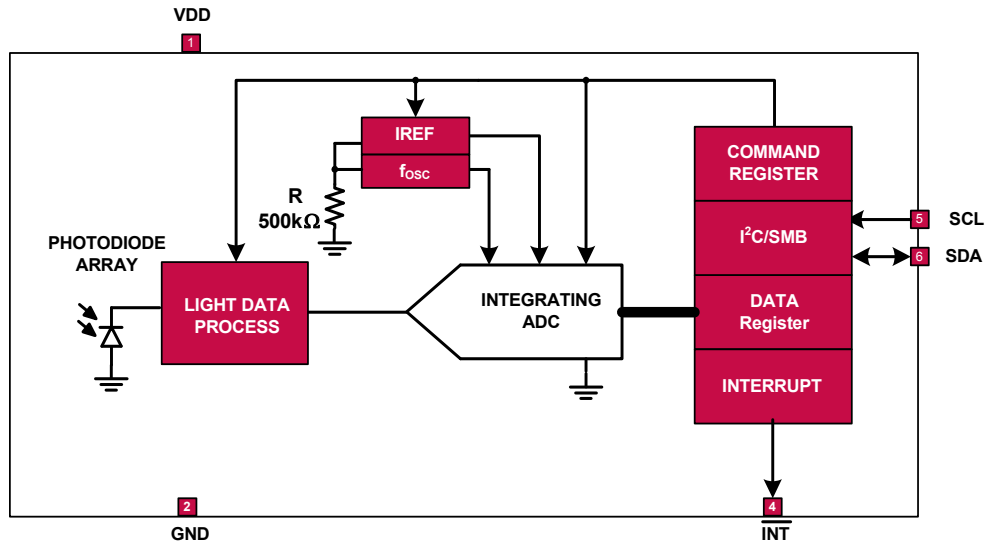 VDD
1
IREF
fOSC
R
500kΩ
COMMAND
REGISTER
I²C/SMB
5
SCL
6
SDA
PHOTODIODE
ARRAY
LIGHT DATA
PROCESS
INTEGRATING
ADC
DATA
Register
INTERRUPT
2
GND
4
INT